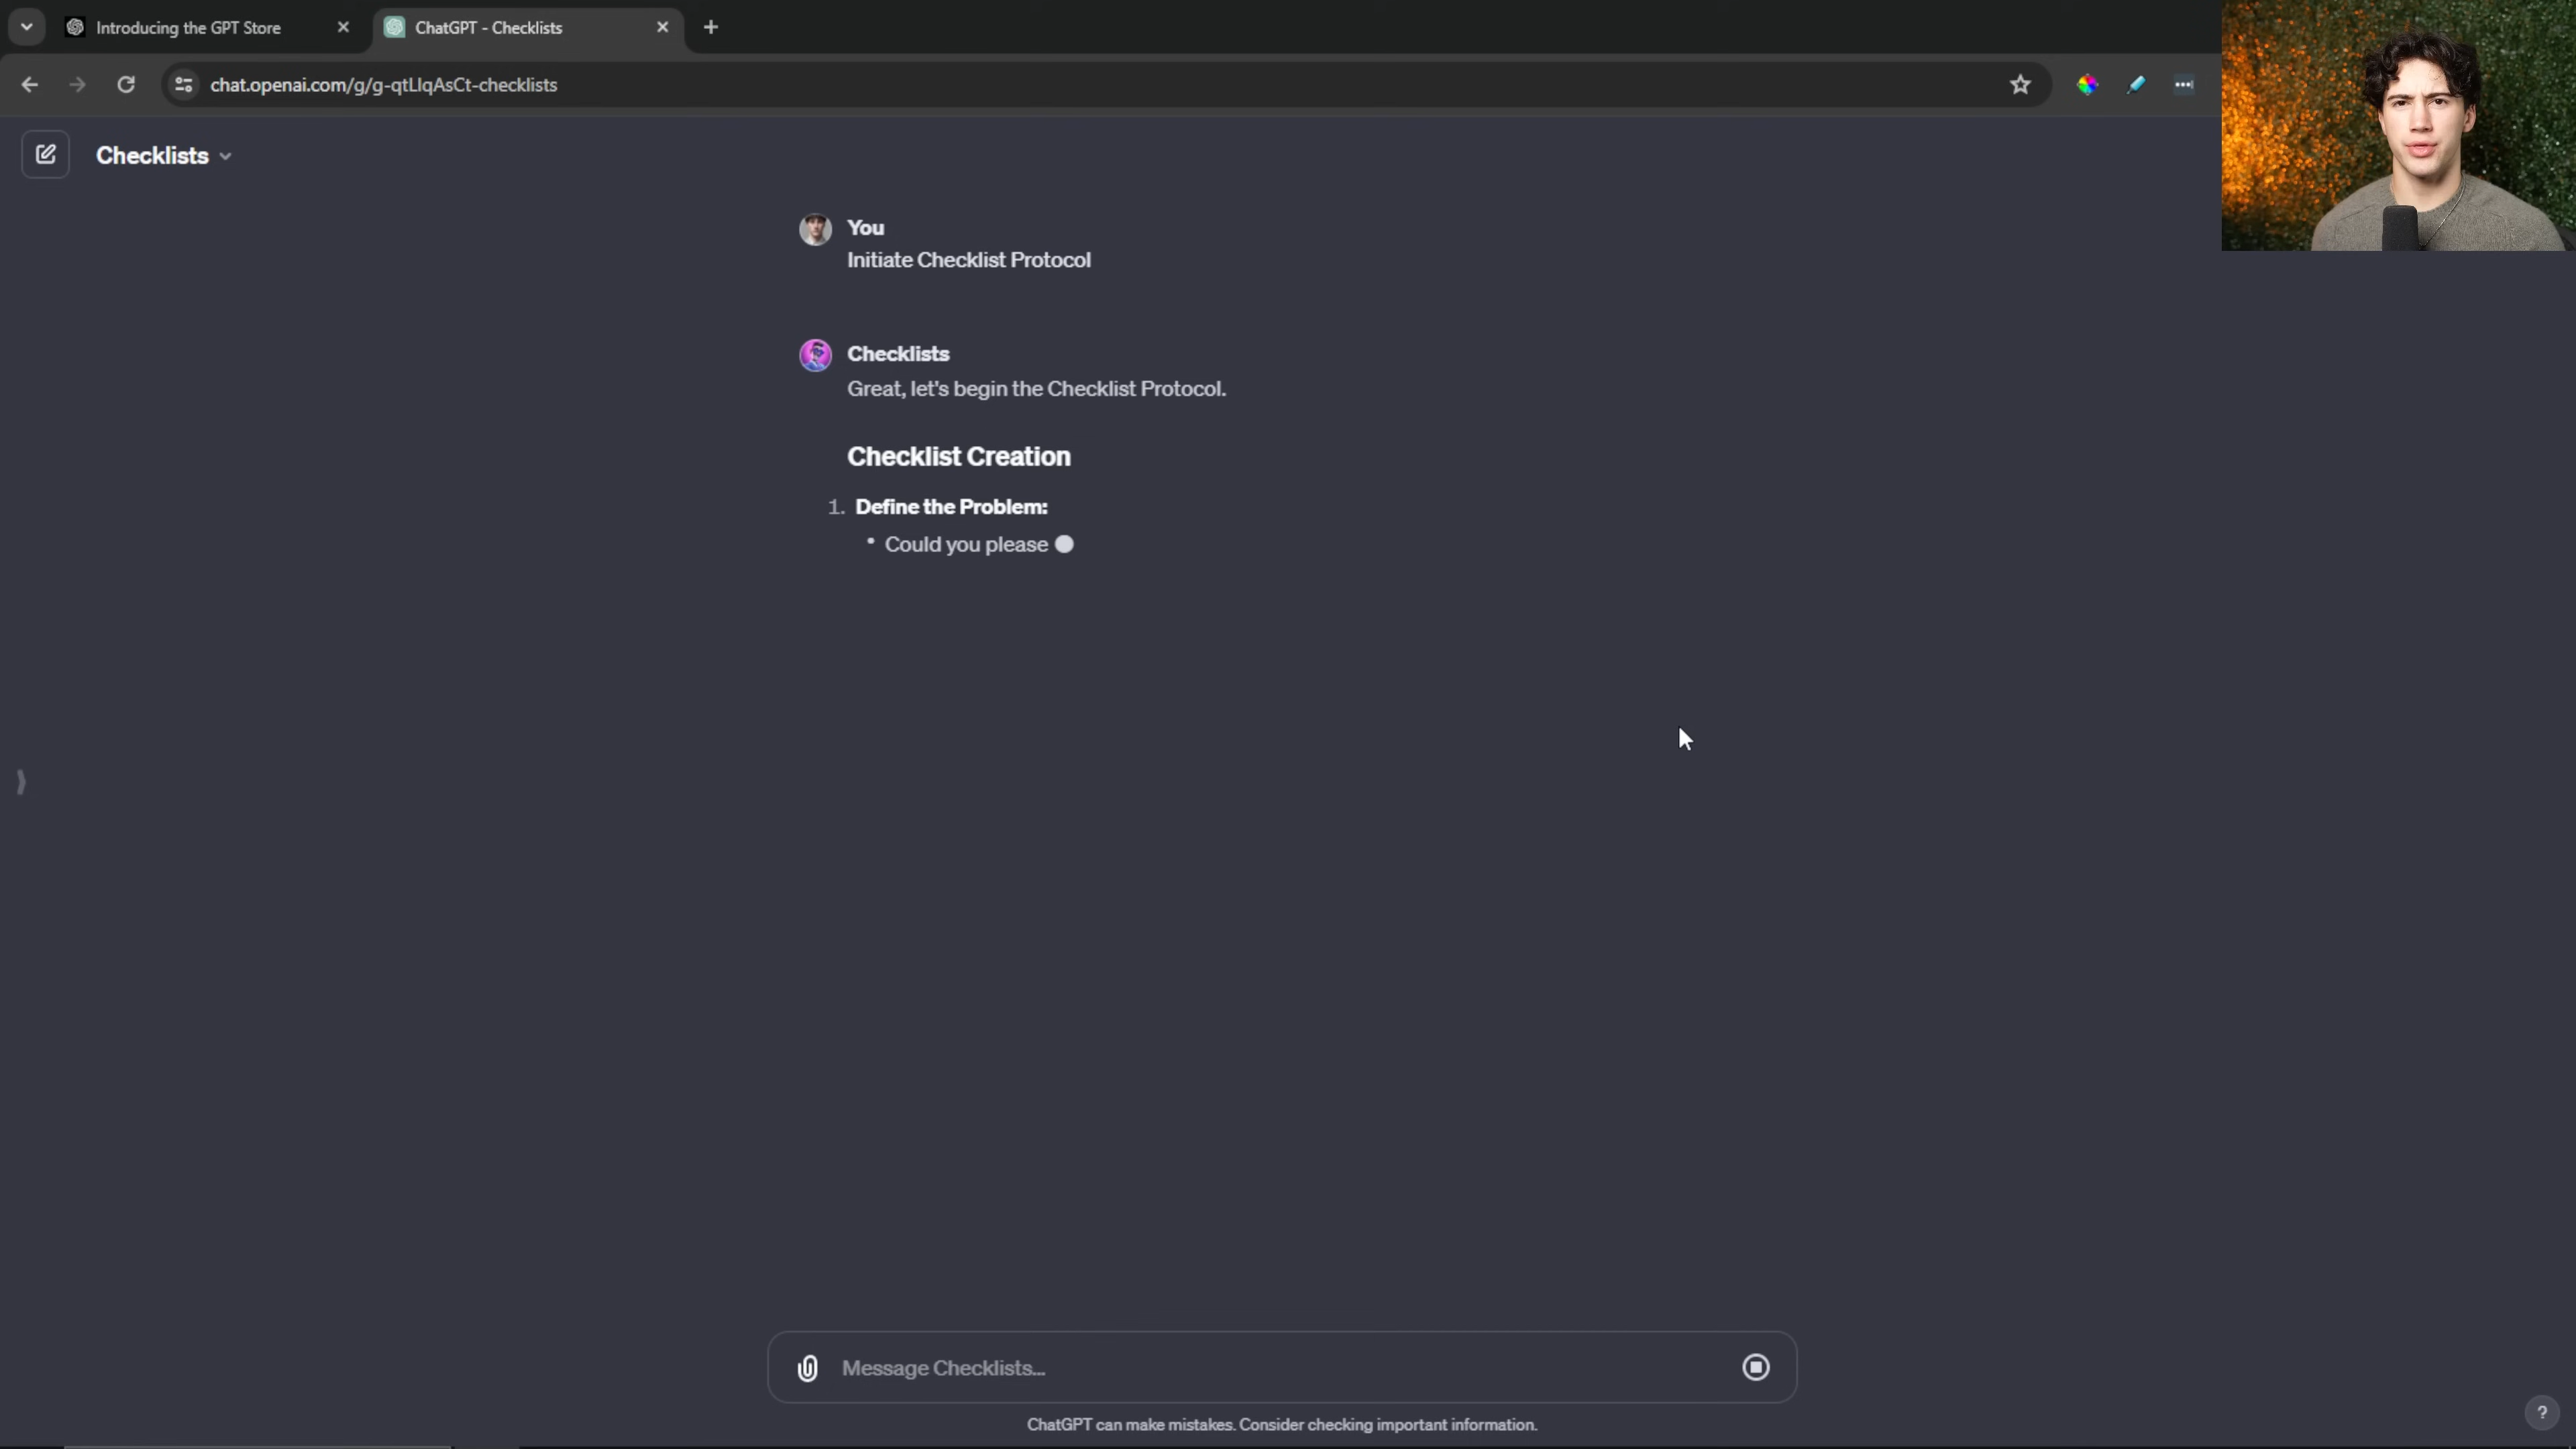 Introducing the GPT Store
ChatGPT - Checklists
chat.openai.com/g/g-qtLlqAsCt-checklists
Checklists
You
Initiate Checklist Protocol
Checklists
Great, let's begin the Checklist Protocol.
Checklist Creation
1. Define the Problem:
• Could you please
Message Checklists...
ChatGPT can make mistakes. Consider checking important information.
?